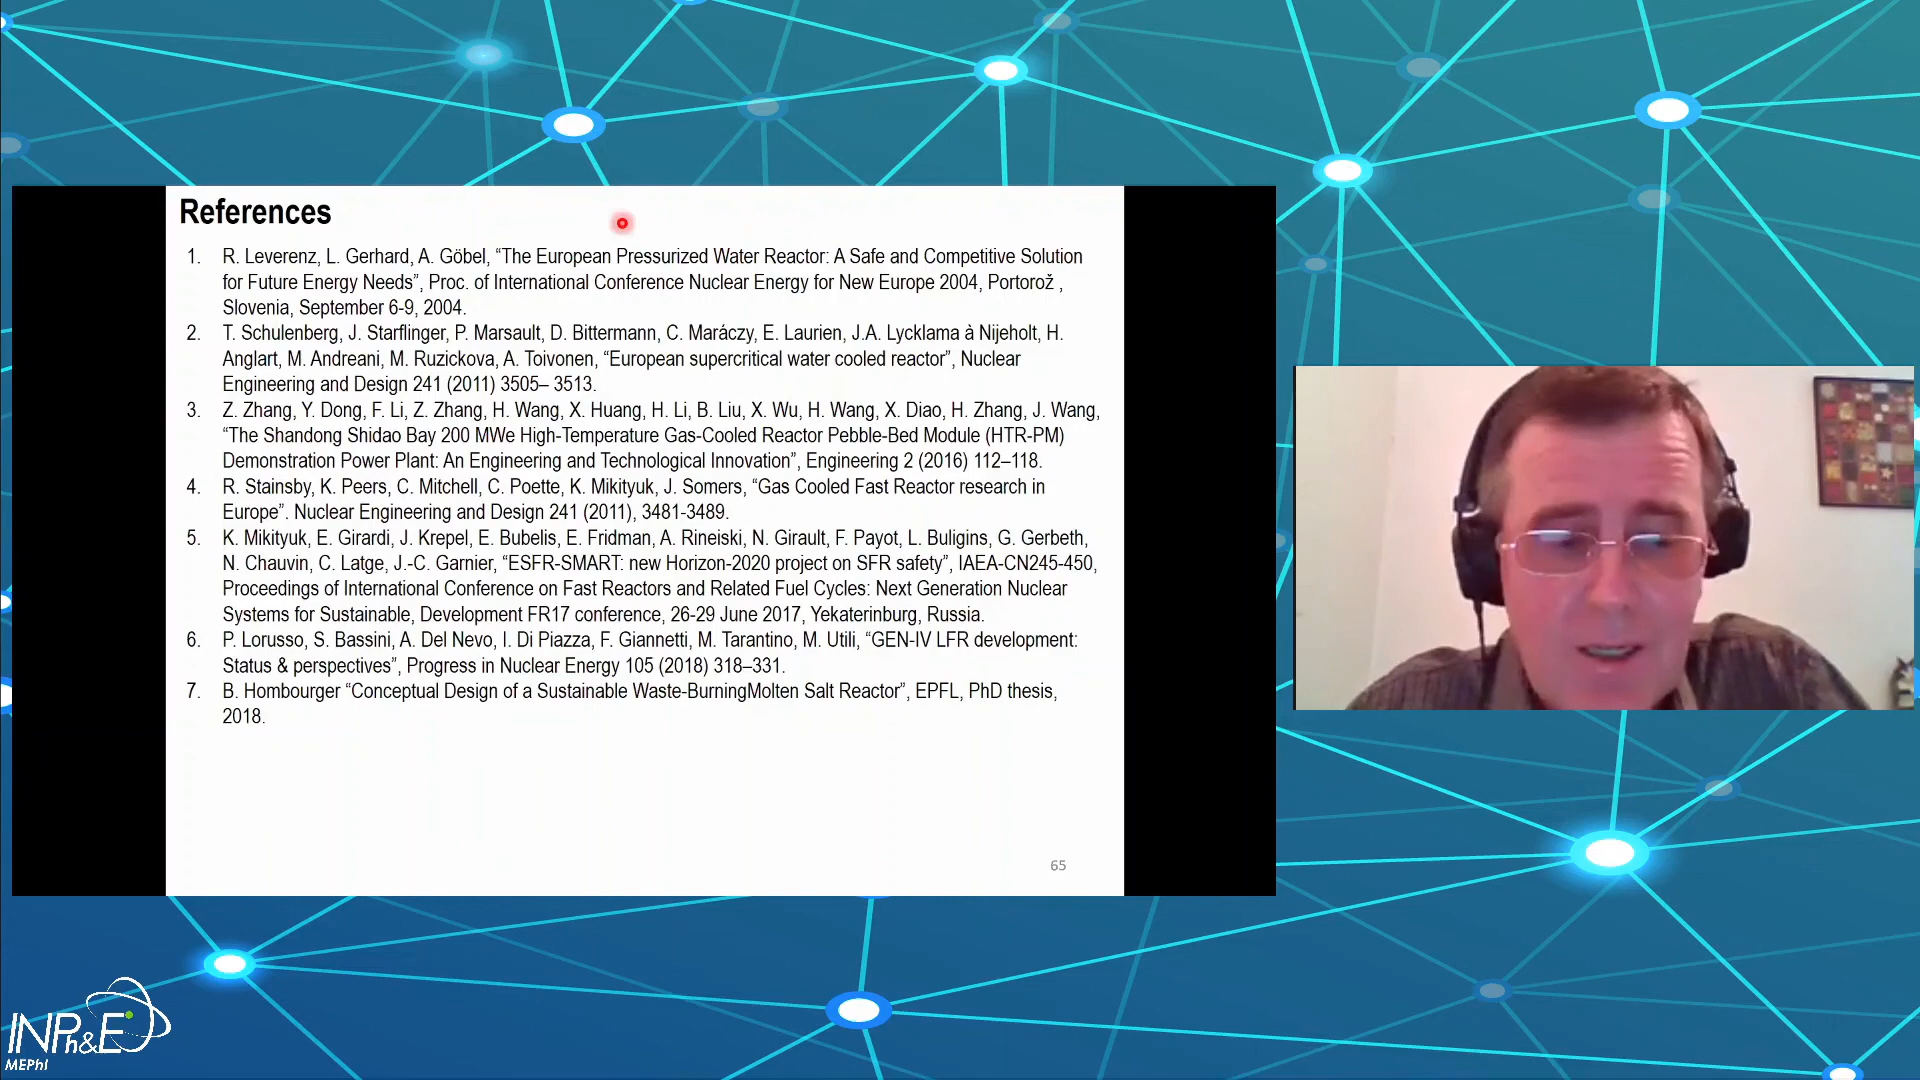 References
1. R. Leverenz, L. Gerhard, A. Göbel, “The European Pressurized Water Reactor: A Safe and Competitive Solution
for Future Energy Needs”, Proc. of International Conference Nuclear Energy for New Europe 2004, Portorož ,
Slovenia, September 6-9, 2004.
2. T. Schulenberg, J. Starflinger, P. Marsault, D. Bittermann, C. Maráczy, E. Laurien, J.A. Lycklama à Nijeholt, H.
Anglart, M. Andreani, M. Ruzickova, A. Toivonen, “European supercritical water cooled reactor”, Nuclear
Engineering and Design 241 (2011) 3505– 3513.
3. Z. Zhang, Y. Dong, F. Li, Z. Zhang, H. Wang, X. Huang, H. Li, B. Liu, X. Wu, H. Wang, X. Diao, H. Zhang, J. Wang,
“The Shandong Shidao Bay 200 MWe High-Temperature Gas-Cooled Reactor Pebble-Bed Module (HTR-PM)
Demonstration Power Plant: An Engineering and Technological Innovation”, Engineering 2 (2016) 112–118.
4. R. Stainsby, K. Peers, C. Mitchell, C. Poette, K. Mikityuk, J. Somers, “Gas Cooled Fast Reactor research in
Europe”. Nuclear Engineering and Design 241 (2011), 3481-3489.
5. K. Mikityuk, E. Girardi, J. Krepel, E. Bubelis, E. Fridman, A. Rineiski, N. Girault, F. Payot, L. Buligins, G. Gerbeth,
N. Chauvin, C. Latge, J.-C. Garnier, “ESFR-SMART: new Horizon-2020 project on SFR safety”, IAEA-CN245-450,
Proceedings of International Conference on Fast Reactors and Related Fuel Cycles: Next Generation Nuclear
Systems for Sustainable, Development FR17 conference, 26-29 June 2017, Yekaterinburg, Russia.
6. P. Lorusso, S. Bassini, A. Del Nevo, I. Di Piazza, F. Giannetti, M. Tarantino, M. Utili, “GEN-IV LFR development:
Status & perspectives”, Progress in Nuclear Energy 105 (2018) 318–331.
7. B. Hombourger “Conceptual Design of a Sustainable Waste-BurningMolten Salt Reactor”, EPFL, PhD thesis,
2018.
65
INPh&E
MEPhI